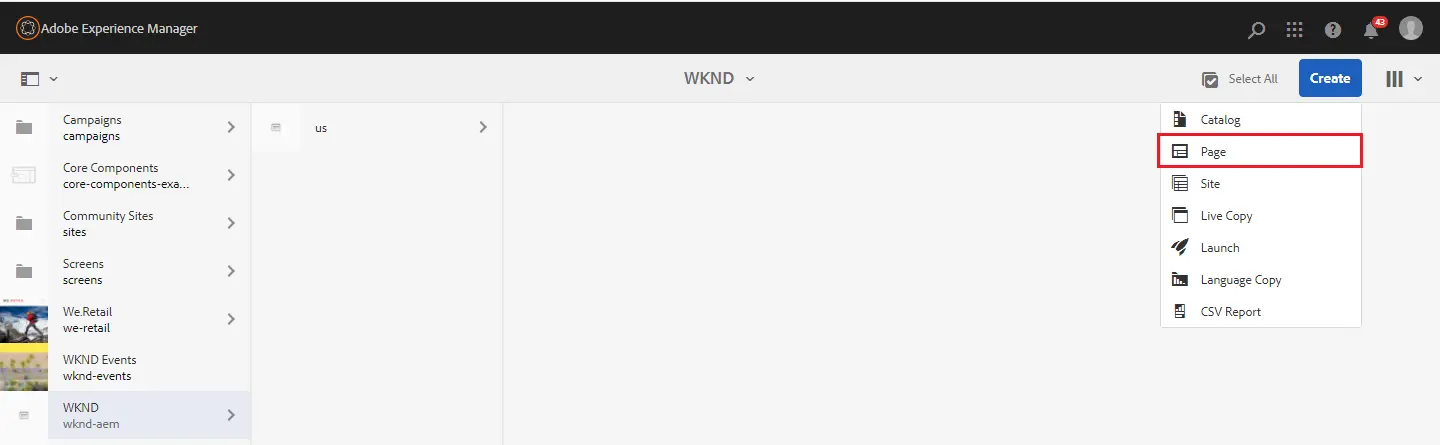 Adobe Experience Manager
43
WKND
Select All
Create
Campaigns
campaigns
Core Components
core-components-exa...
Community Sites
sites
Screens
screens
We.Retail
we-retail
WKND Events
wknd-events
WKND
wknd-aem
us
Catalog
Page
Site
Live Copy
Launch
Language Copy
CSV Report